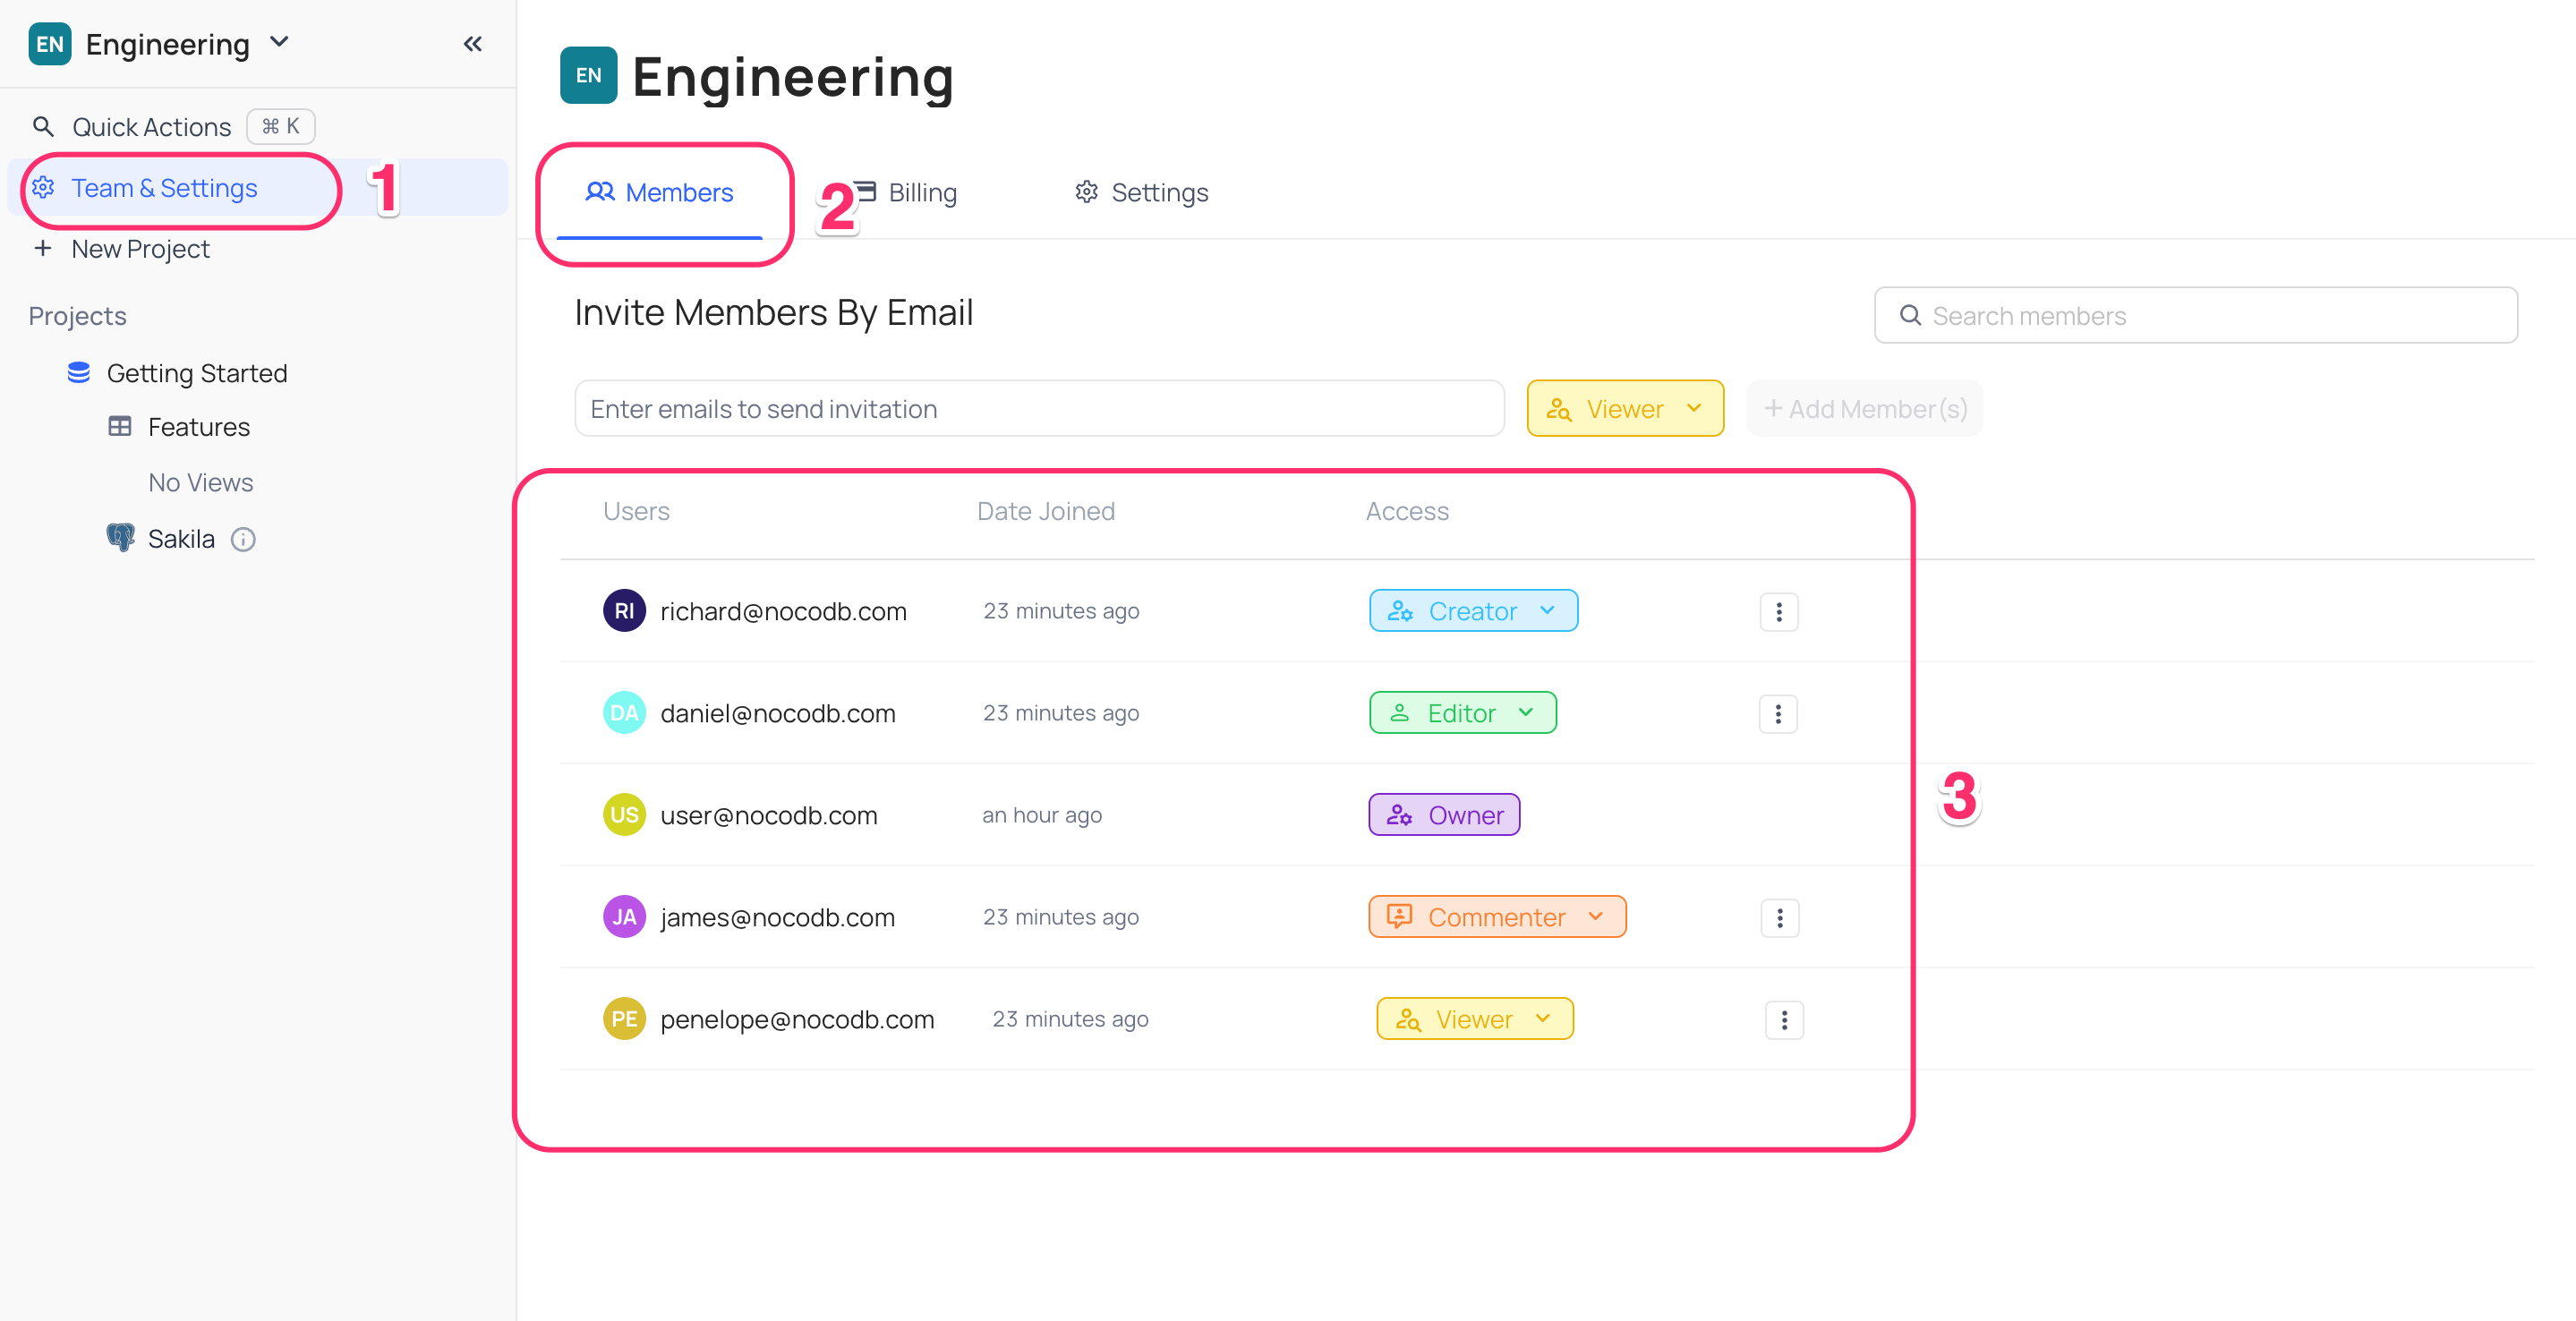 EN Engineering
Quick Actions ⌘ K
Team & Settings 1
+ New Project
Projects
Getting Started
Features
No Views
Sakila
EN Engineering
Members 2 Billing Settings
Invite Members By Email Search members
Enter emails to send invitation Viewer + Add Member(s)
Users Date Joined Access
RI richard@nocodb.com 23 minutes ago Creator
DA daniel@nocodb.com 23 minutes ago Editor
3
US user@nocodb.com an hour ago Owner
JA james@nocodb.com 23 minutes ago Commenter
PE penelope@nocodb.com 23 minutes ago Viewer